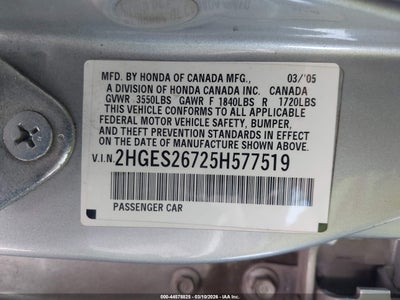 MFD. BY HONDA OF CANADA MFG., 03/'05
A DIVISION OF HONDA CANADA INC. CANADA
GVWR 3550LBS GAWR F 1840LBS R 1720LBS
THIS VEHICLE CONFORMS TO ALL APPLICABLE
FEDERAL MOTOR VEHICLE SAFETY, BUMPER,
AND THEFT PREVENTION STANDARDS IN EFFECT
ON THE DATE OF MANUFACTURE SHOWN ABOVE.
V.I.N. 2HGES26725H577519
PASSENGER CAR
000-44578825 - 03/10/2026 - IAA, Inc.